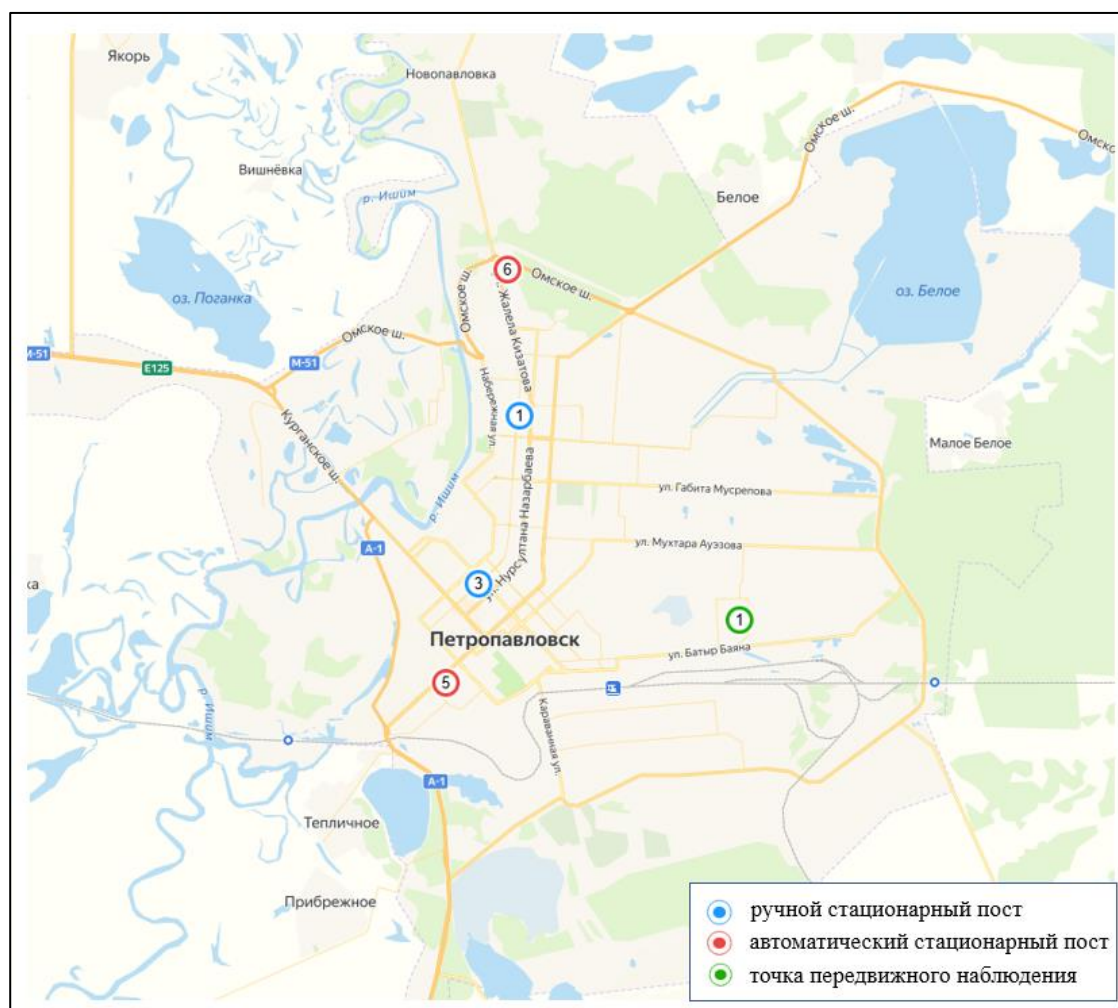 Якорь
Новопавловка
Омское ш.
Омско
Вишнёвка
р. Ишим
Белое
оз. Поганка
6
Омское ш.
оз. Белое
Омское ш.
Омское ш.
Жалела Кизатова
М-51
E125
М-51
Набережная ул.
1
Курганское ш.
Малое Белое
ул. Нурсултана Назарбаева
р. Ишим
ул. Габита Мусрепова
А-1
ул. Мухтара Ауэзова
ка
3
1
Петропавловск
ул. Батыр Баяна
5
р. Ишим
Караванная ул.
А-1
Тепличное
Прибрежное
ручной стационарный пост
автоматический стационарный пост
точка передвижного наблюдения